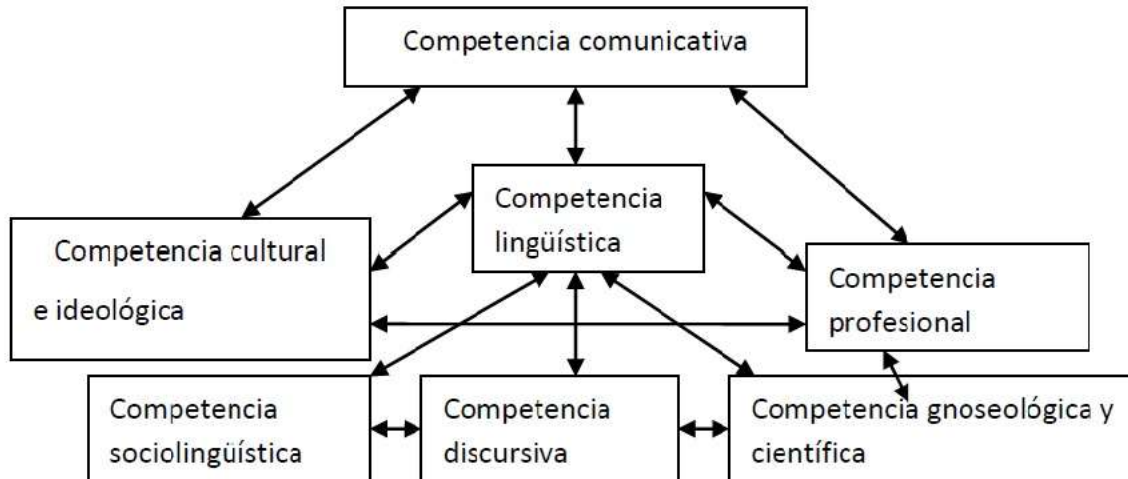 Competencia comunicativa
Competencia
lingüística
Competencia cultural
e ideológica
Competencia
profesional
Competencia
sociolingüística
Competencia
discursiva
Competencia gnoseológica y
científica